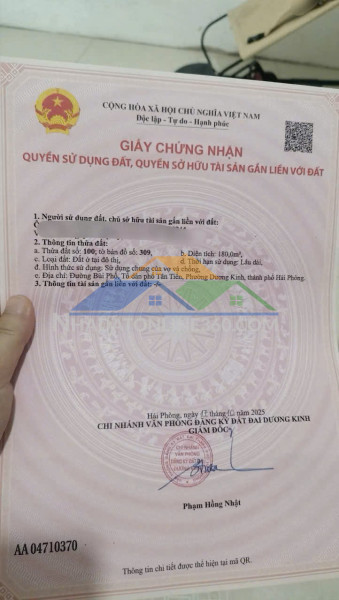 CỘNG HÒA XÃ HỘI CHỦ NGHĨA VIỆT NAM
Độc lập - Tự do - Hạnh phúc
GIẤY CHỨNG NHẬN
QUYỀN SỬ DỤNG ĐẤT, QUYỀN SỞ HỮU TÀI SẢN GẮN LIỀN VỚI ĐẤT
1. Người sử dụng đất, chủ sở hữu tài sản gắn liền với đất:
2. Thông tin thửa đất:
a. Thửa đất số: 100; tờ bản đồ số: 309, b. Diện tích: 180,0m²,
c. Loại đất: Đất ở tại đô thị, d. Thời hạn sử dụng: Lâu dài,
đ. Hình thức sử dụng: Sử dụng chung của vợ và chồng,
e. Địa chỉ: Đường Bùi Phổ, Tổ dân phố Tân Tiến, Phường Dương Kinh, thành phố Hải Phòng.
3. Thông tin tài sản gắn liền với đất: -/-
Hải Phòng, ngày tháng năm 2025
CHI NHÁNH VĂN PHÒNG ĐĂNG KÝ ĐẤT ĐAI DƯƠNG KINH
GIÁM ĐỐC
Phạm Hồng Nhật
AA 04710370
Thông tin chi tiết được thể hiện tại mã QR.